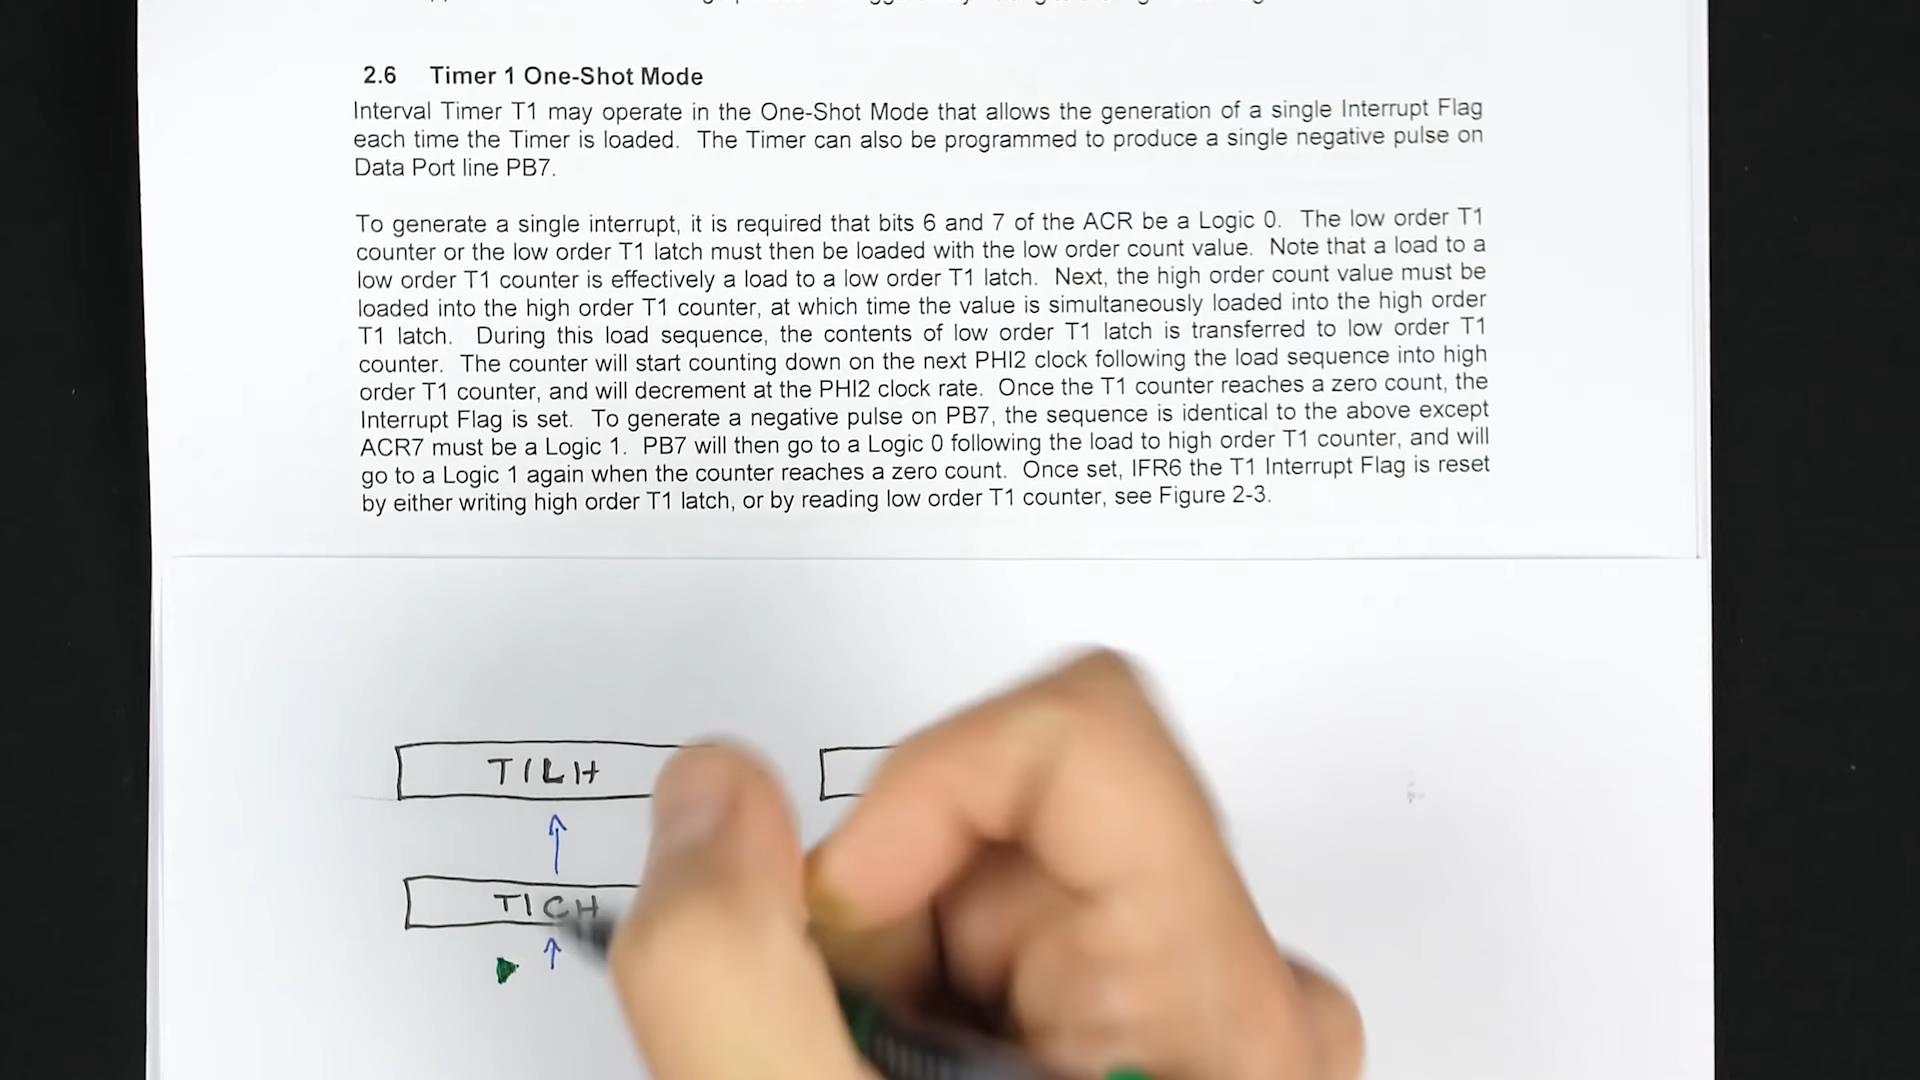 2.6 Timer 1 One-Shot Mode
Interval Timer T1 may operate in the One-Shot Mode that allows the generation of a single Interrupt Flag
each time the Timer is loaded. The Timer can also be programmed to produce a single negative pulse on
Data Port line PB7.
To generate a single interrupt, it is required that bits 6 and 7 of the ACR be a Logic 0. The low order T1
counter or the low order T1 latch must then be loaded with the low order count value. Note that a load to a
low order T1 counter is effectively a load to a low order T1 latch. Next, the high order count value must be
loaded into the high order T1 counter, at which time the value is simultaneously loaded into the high order
T1 latch. During this load sequence, the contents of low order T1 latch is transferred to low order T1
counter. The counter will start counting down on the next PHI2 clock following the load sequence into high
order T1 counter, and will decrement at the PHI2 clock rate. Once the T1 counter reaches a zero count, the
Interrupt Flag is set. To generate a negative pulse on PB7, the sequence is identical to the above except
ACR7 must be a Logic 1. PB7 will then go to a Logic 0 following the load to high order T1 counter, and will
go to a Logic 1 again when the counter reaches a zero count. Once set, IFR6 the T1 Interrupt Flag is reset
by either writing high order T1 latch, or by reading low order T1 counter, see Figure 2-3.
T1LH
T1CH